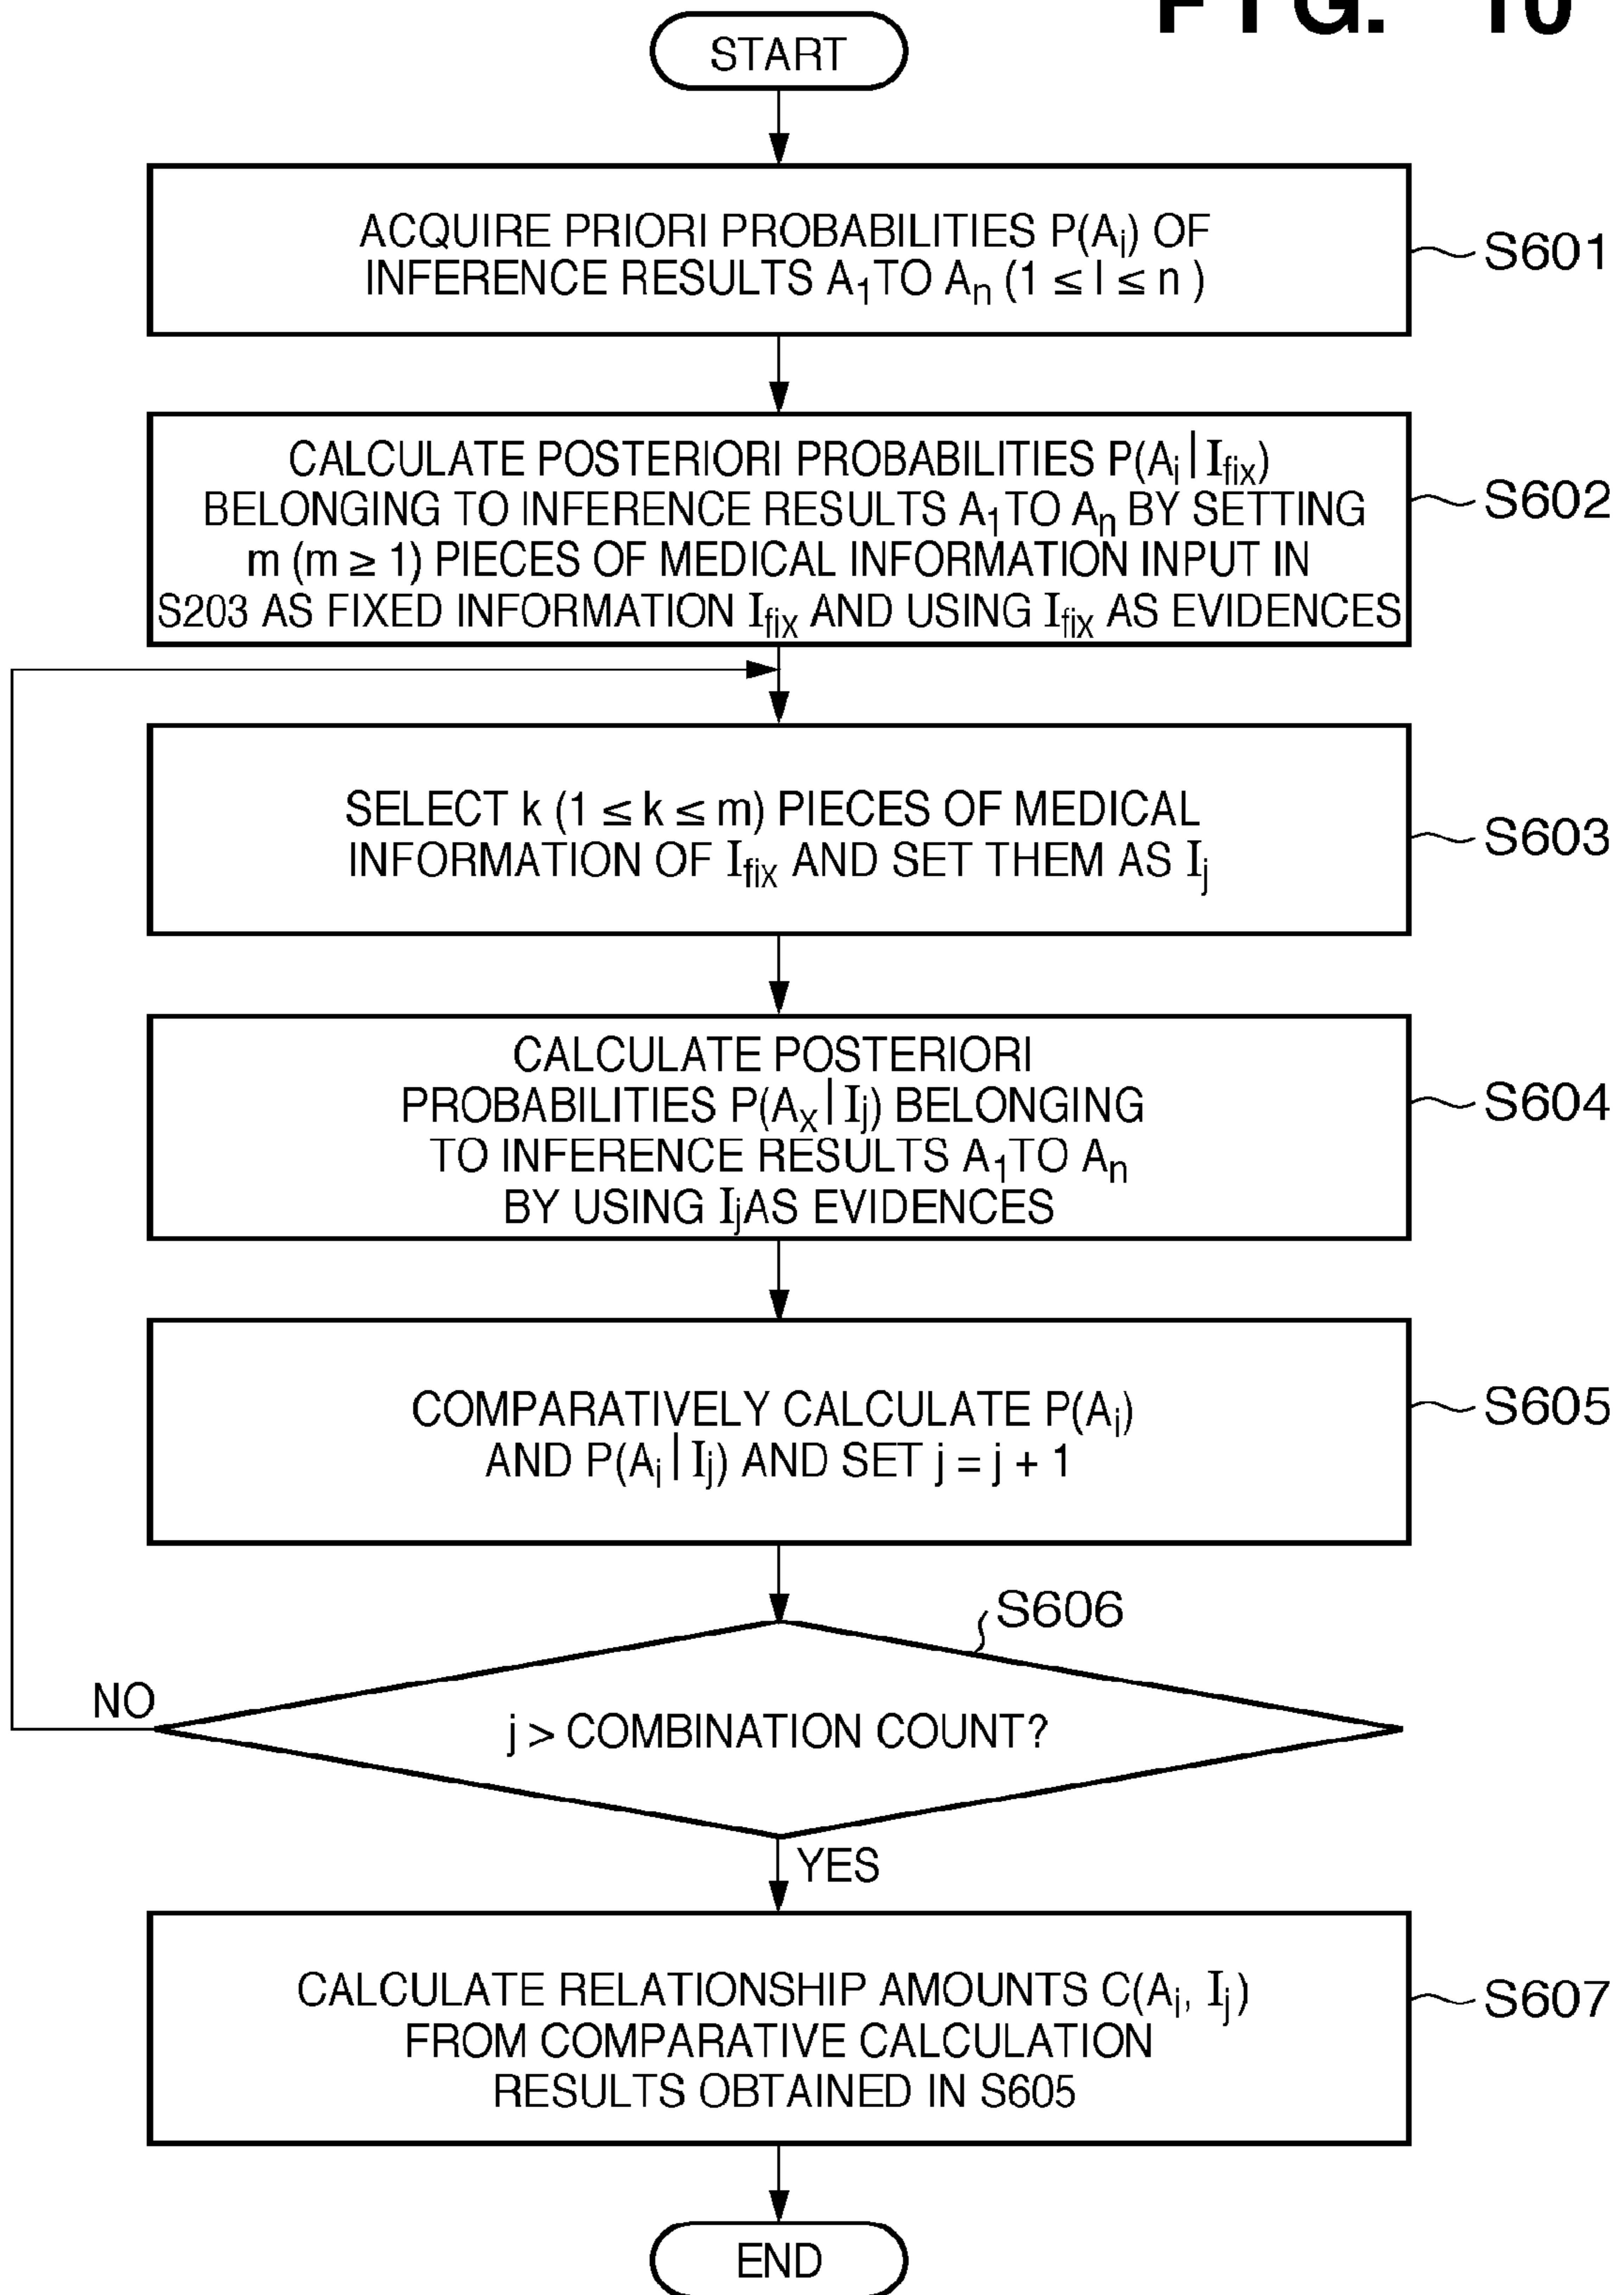 FIG. 10
START
ACQUIRE PRIORI PROBABILITIES P(Ai) OF
INFERENCE RESULTS A1 TO An (1 ≤ l ≤ n )
S601
CALCULATE POSTERIORI PROBABILITIES P(Ai|Ifix)
BELONGING TO INFERENCE RESULTS A1 TO An BY SETTING
m (m ≥ 1) PIECES OF MEDICAL INFORMATION INPUT IN
S203 AS FIXED INFORMATION Ifix AND USING Ifix AS EVIDENCES
S602
SELECT k (1 ≤ k ≤ m) PIECES OF MEDICAL
INFORMATION OF Ifix AND SET THEM AS Ij
S603
CALCULATE POSTERIORI
PROBABILITIES P(Ax|Ij) BELONGING
TO INFERENCE RESULTS A1 TO An
BY USING Ij AS EVIDENCES
S604
COMPARATIVELY CALCULATE P(Ai)
AND P(Ai|Ij) AND SET j = j + 1
S605
S606
NO
j > COMBINATION COUNT?
YES
CALCULATE RELATIONSHIP AMOUNTS C(Ai, Ij)
FROM COMPARATIVE CALCULATION
RESULTS OBTAINED IN S605
S607
END